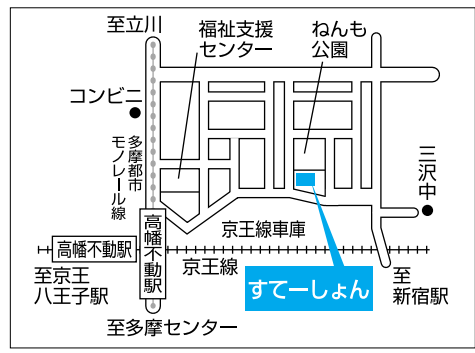 至立川
福祉支援
センター
ねんも
公園
コンビニ
多摩都市
モノレール線
三沢中
高幡不動駅
京王線車庫
高幡不動駅
京王線
至京王
八王子駅
すてーしょん
至
新宿駅
至多摩センター